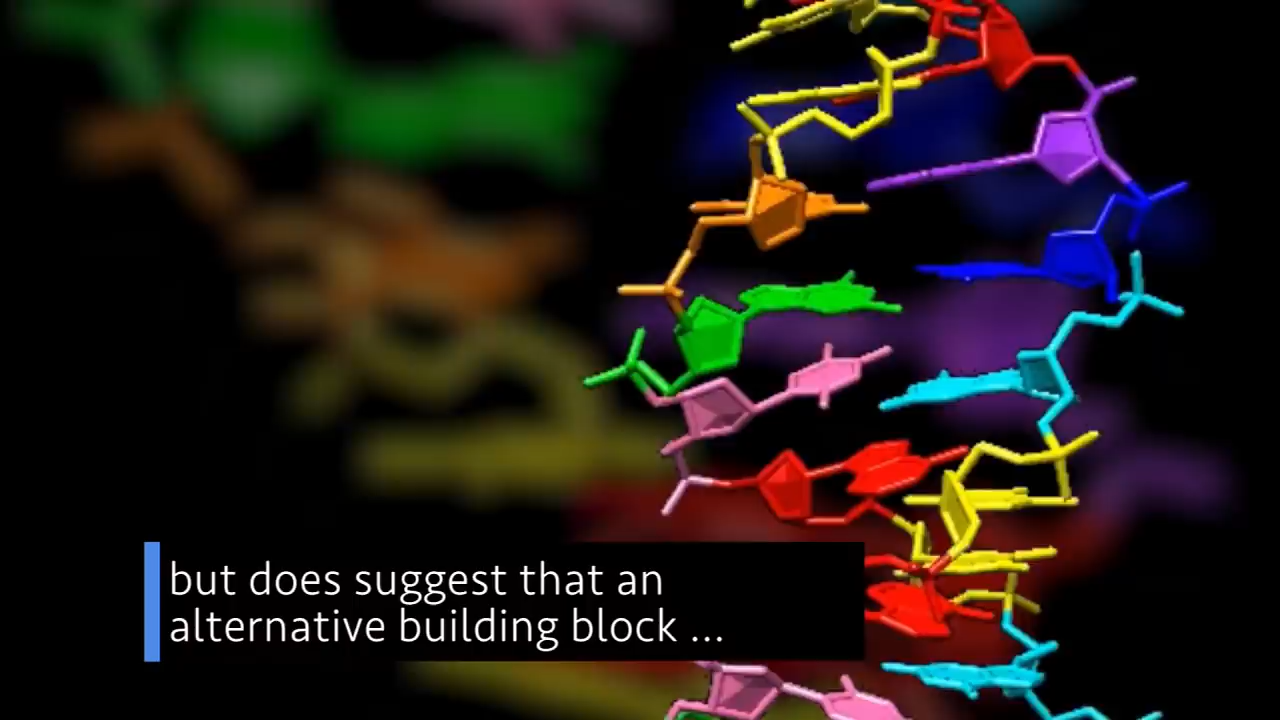 but does suggest that an
alternative building block ...